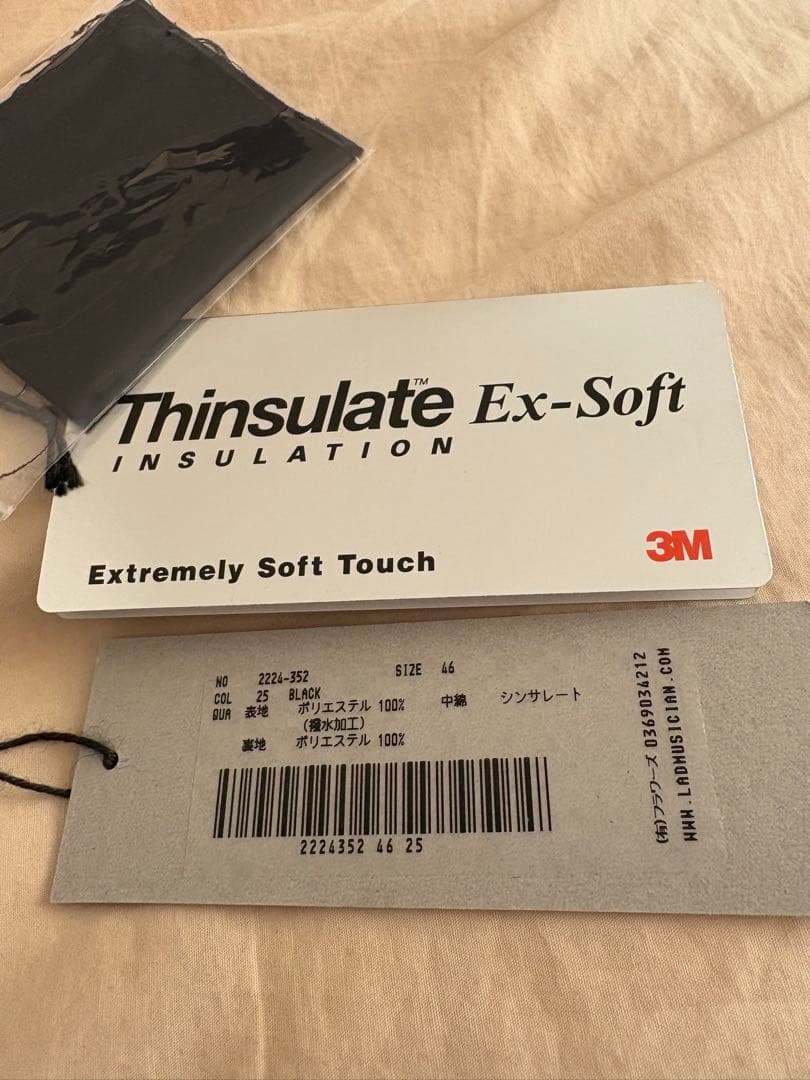 Thinsulate™ Ex-Soft
INSULATION
Extremely Soft Touch
3M
NO 2224-352 SIZE 46
COL 25 BLACK
QUA 表地 ポリエステル 100% 中綿 シンサレート
(撥水加工)
裏地 ポリエステル 100%
2224352 46 25
(有)フラワーズ 0369034212
WWW.LADMUSICIAN.COM